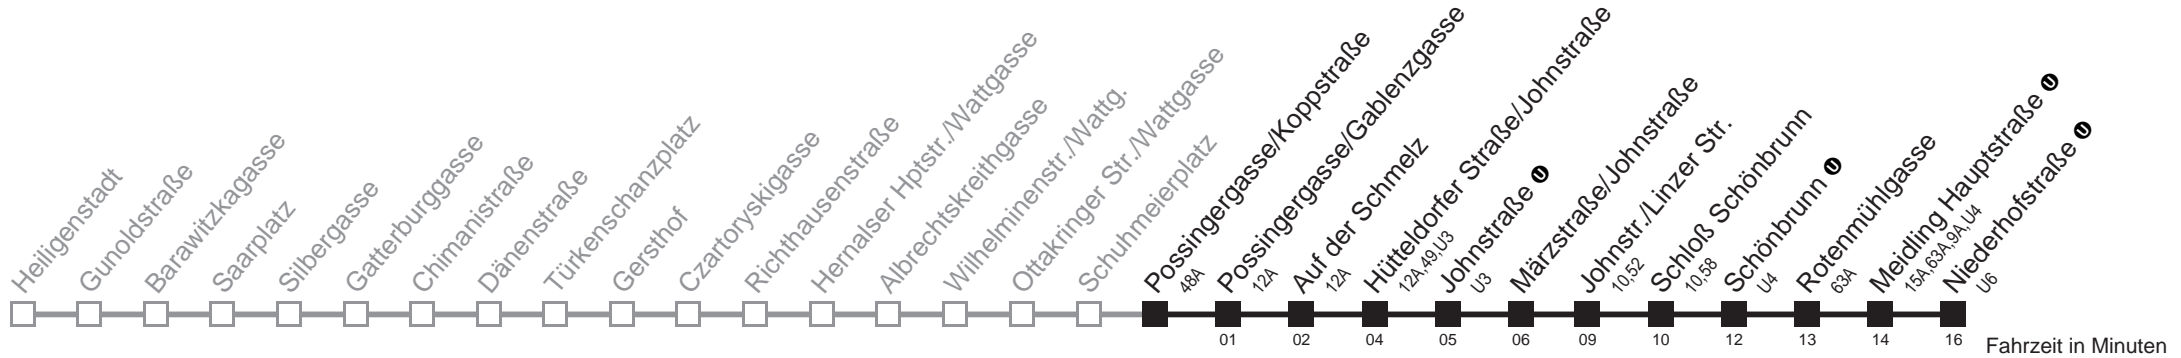 Heiligenstadt
Gunoldstraße
Barawitzkagasse
Saarplatz
Silbergasse
Gatterburggasse
Chimanistraße
Dänenstraße
Türkenschanzplatz
Gersthof
Czartoryskigasse
Richthausenstraße
Hernalser Hptstr./Wattgasse
Albrechtskreithgasse
Wilhelminenstr./Wattg.
Ottakringer Str./Wattgasse
Schuhmeierplatz
Possingergasse/Koppstraße
48A
Possingergasse/Gablenzgasse
12A
01
Auf der Schmelz
12A
02
Hütteldorfer Straße/Johnstraße
12A,49,U3
04
Johnstraße U
U3
05
Märzstraße/Johnstraße
06
Johnstr./Linzer Str.
10,52
09
Schloß Schönbrunn
10,58
10
Schönbrunn U
U4
12
Rotenmühlgasse
63A
13
Meidling Hauptstraße U
15A,63A,9A,U4
14
Niederhofstraße U
U6
16
Fahrzeit in Minuten